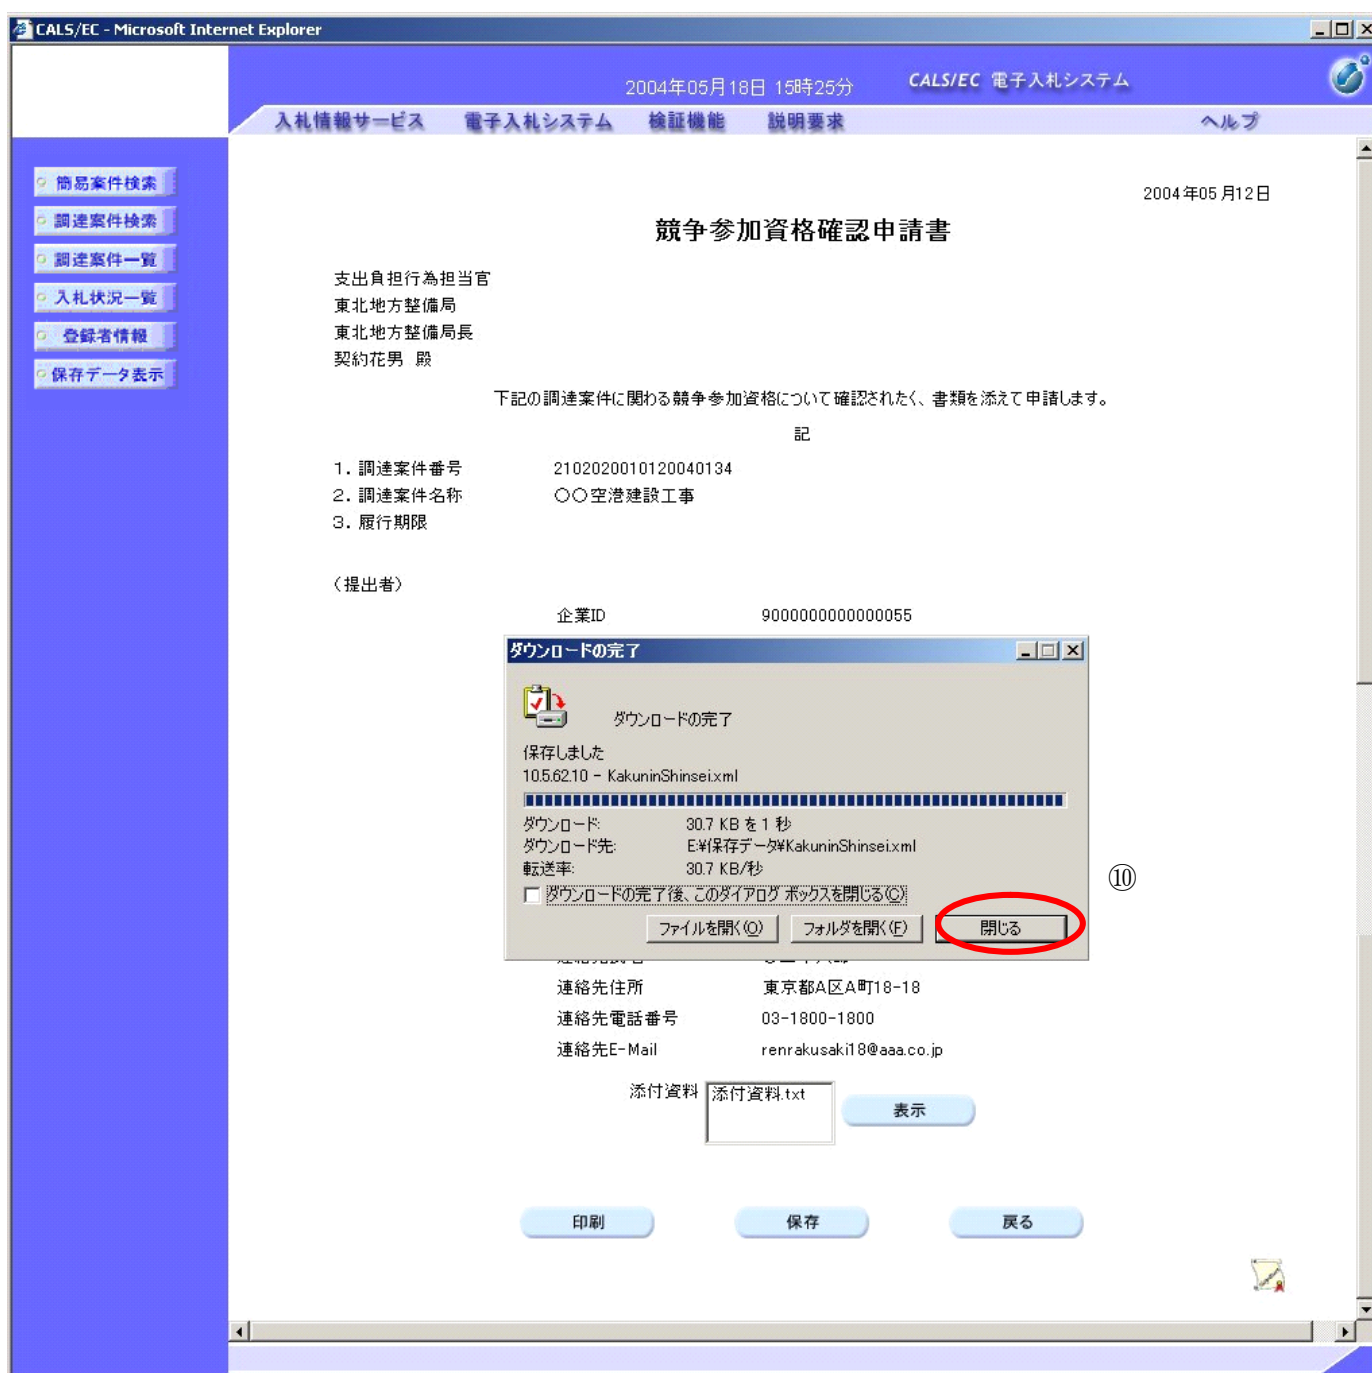 CALS/EC - Microsoft Internet Explorer
2004年05月18日 15時25分
CALS/EC 電子入札システム
入札情報サービス 電子入札システム 検証機能 説明要求 ヘルプ
簡易案件検索
調達案件検索
調達案件一覧
入札状況一覧
登録者情報
保存データ表示
2004年05月12日
競争参加資格確認申請書
支出負担行為担当官
東北地方整備局
東北地方整備局長
契約花男 殿
下記の調達案件に関わる競争参加資格について確認されたく、書類を添えて申請します。
記
1. 調達案件番号 2102020010120040134
2. 調達案件名称 〇〇空港建設工事
3. 履行期限
(提出者)
企業ID 9000000000000055
ダウンロードの完了
ダウンロードの完了
保存しました
10.5.62.10 - KakuninShinsei.xml
ダウンロード: 30.7 KB を 1 秒
ダウンロード先: E:¥保存データ¥KakuninShinsei.xml
転送率: 30.7 KB/秒
ダウンロードの完了後、このダイアログ ボックスを閉じる(C)
ファイルを開く(O) フォルダを開く(F) 閉じる
⑩
連絡先住所 東京都A区A町18-18
連絡先電話番号 03-1800-1800
連絡先E-Mail renrakusaki18@aaa.co.jp
添付資料 添付資料.txt 表示
印刷 保存 戻る